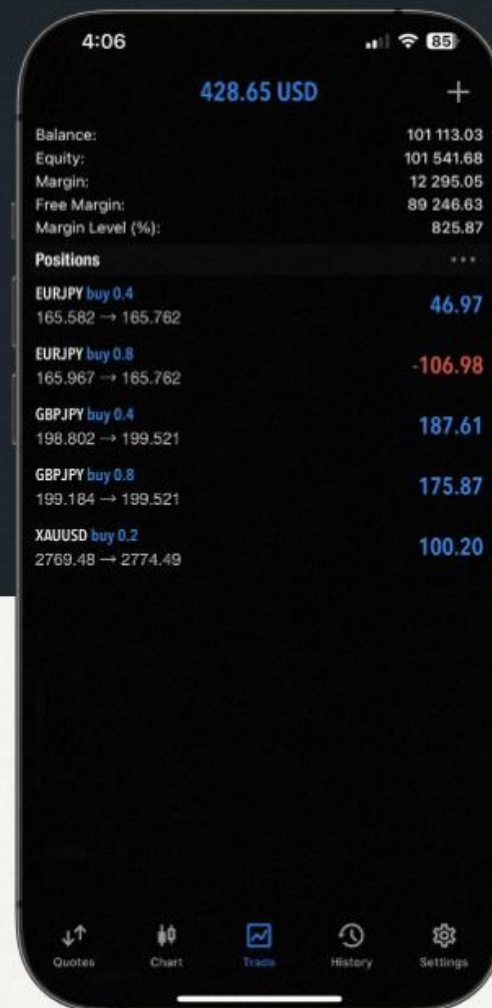 4:06
85
428.65 USD
+
Balance: 101 113.03
Equity: 101 541.68
Margin: 12 295.05
Free Margin: 89 246.63
Margin Level (%): 825.87
Positions
EURJPY buy 0.4
165.582 → 165.762
46.97
EURJPY buy 0.8
165.967 → 165.762
-106.98
GBPJPY buy 0.4
198.802 → 199.521
187.61
GBPJPY buy 0.8
199.184 → 199.521
175.87
XAUUSD buy 0.2
2769.48 → 2774.49
100.20
Quotes Chart Trade History Settings